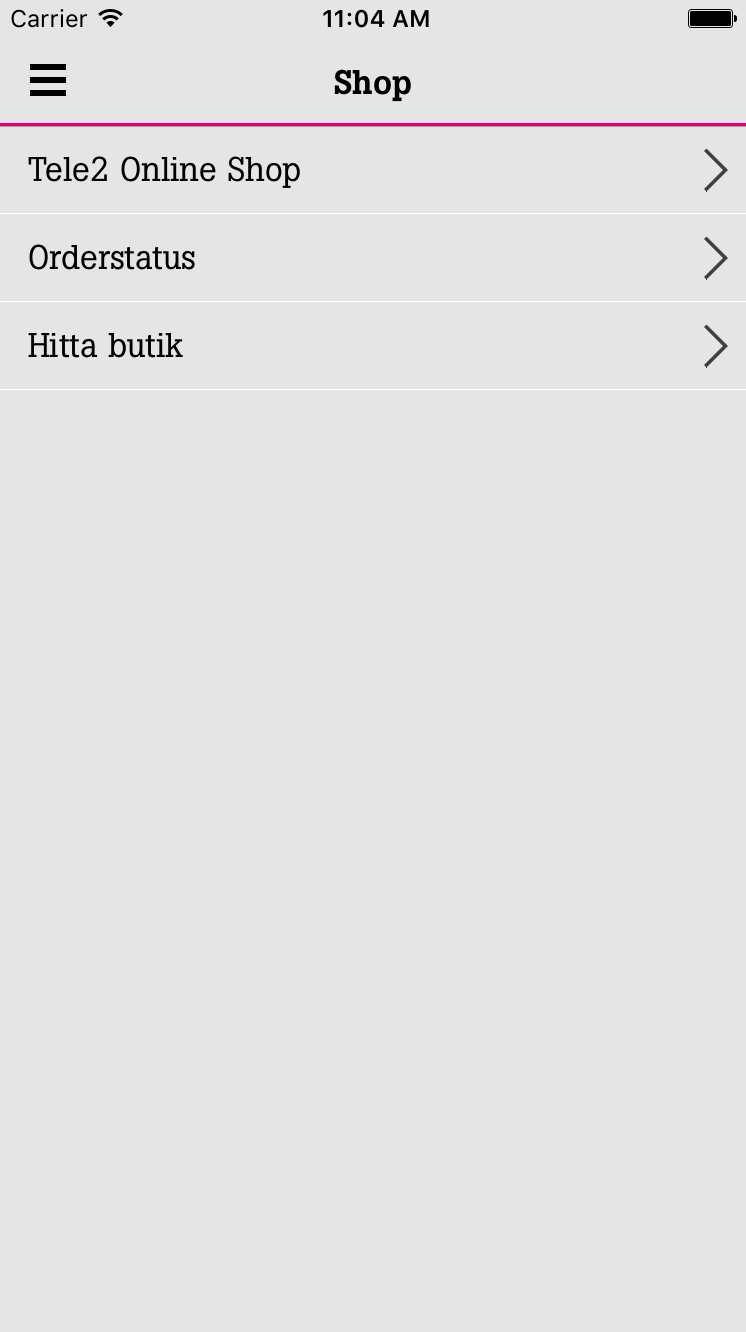 Carrier 11:04 AM
Shop
Tele2 Online Shop
Orderstatus
Hitta butik